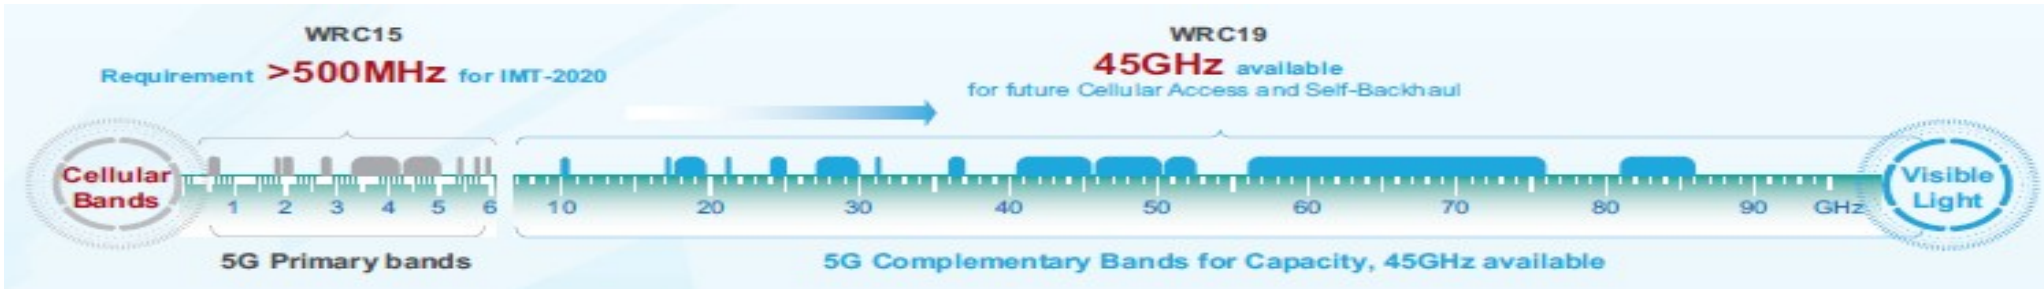 WRC15
Requirement >500MHz for IMT-2020
WRC19
45GHz available
for future Cellular Access and Self-Backhaul
Cellular
Bands
1 2 3 4 5 6 10 20 30 40 50 60 70 80 90 GHz
Visible
Light
5G Primary bands
5G Complementary Bands for Capacity, 45GHz available